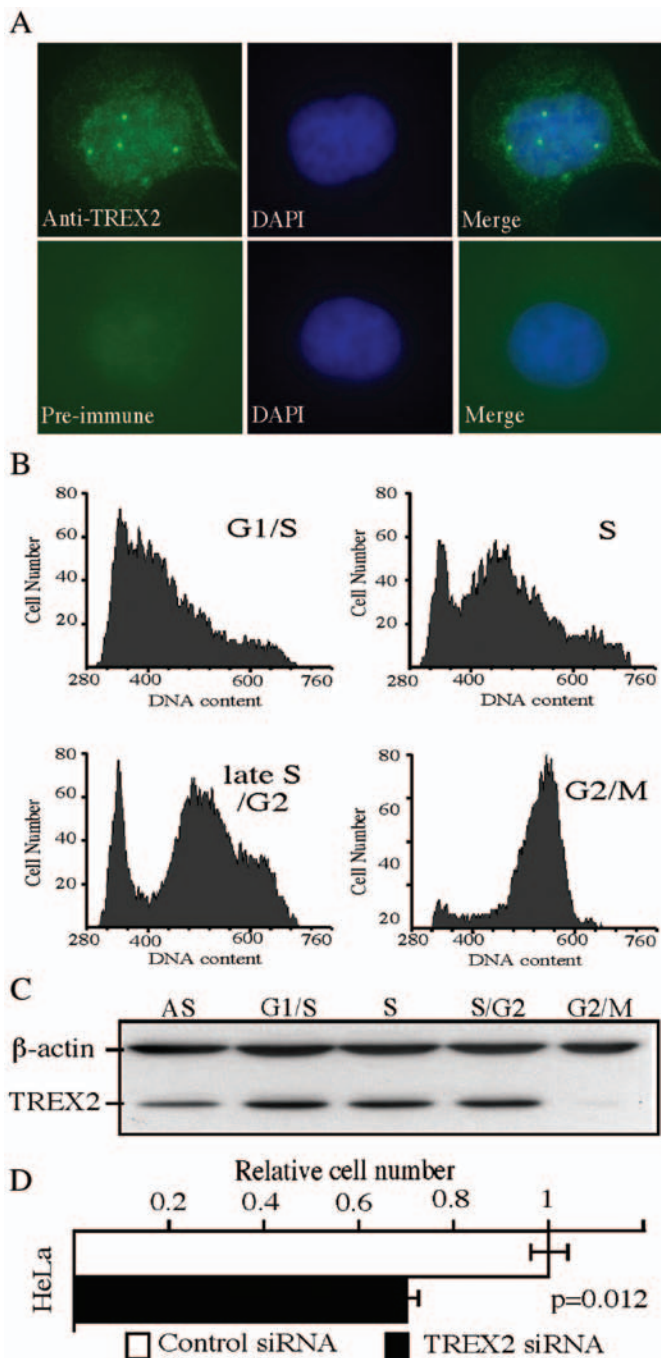 A
Anti-TREX2 DAPI Merge
Pre-immune DAPI Merge
B
80
60
40
20
Cell Number
G1/S
280 400 600 760
DNA content
80
60
40
20
Cell Number
S
280 400 600 760
DNA content
80
60
40
20
Cell Number
late S
/G2
280 400 600 760
DNA content
80
60
40
20
Cell Number
G2/M
280 400 600 760
DNA content
C
AS G1/S S S/G2 G2/M
β-actin
TREX2
D
Relative cell number
0.2 0.4 0.6 0.8 1
HeLa
p=0.012
Control siRNA TREX2 siRNA